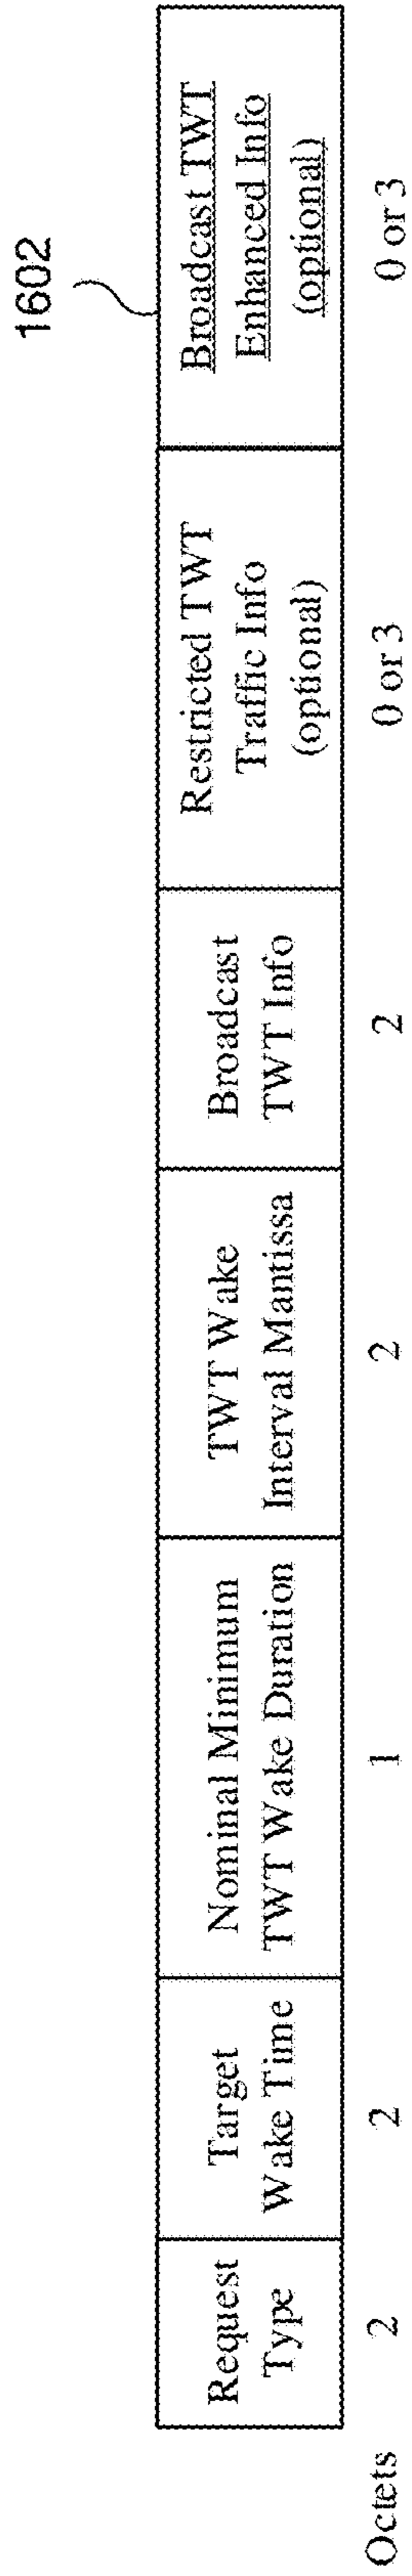 1602
Request
Type
Target
Wake Time
Nominal Minimum
TWT Wake Duration
TWT Wake
Interval Mantissa
Broadcast
TWT Info
Restricted TWT
Traffic Info
(optional)
Broadcast TWT
Enhanced Info
(optional)
Octets 2 2 1 2 2 0 or 3 0 or 3